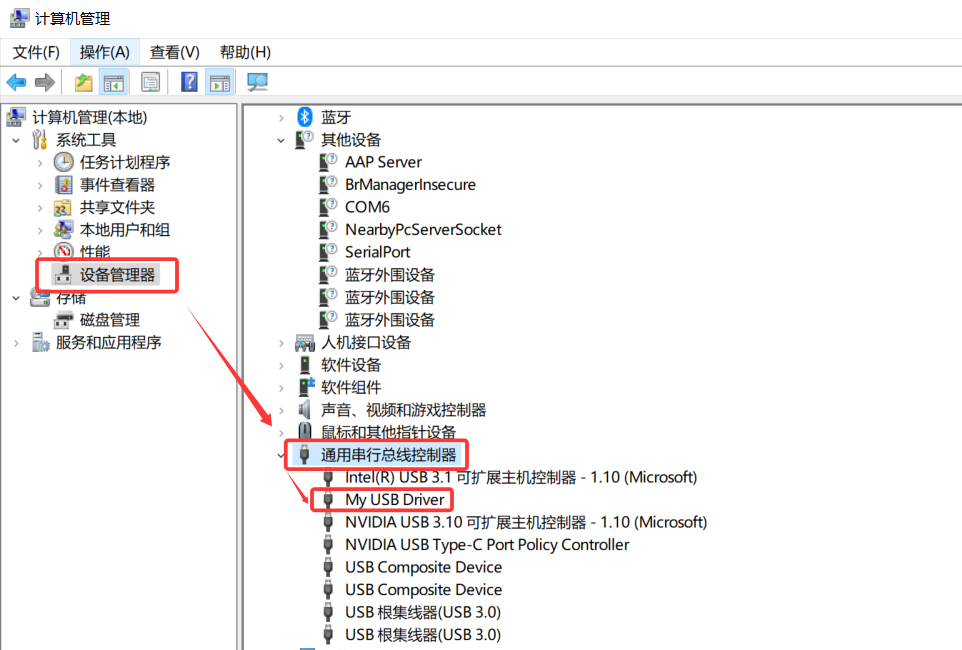 计算机管理
文件(F) 操作(A) 查看(V) 帮助(H)
计算机管理(本地)
系统工具
任务计划程序
事件查看器
共享文件夹
本地用户和组
性能
设备管理器
存储
磁盘管理
服务和应用程序
蓝牙
其他设备
AAP Server
BrManagerInsecure
COM6
NearbyPcServerSocket
SerialPort
蓝牙外围设备
蓝牙外围设备
蓝牙外围设备
人机接口设备
软件设备
软件组件
声音、视频和游戏控制器
鼠标和其他指针设备
通用串行总线控制器
Intel(R) USB 3.1 可扩展主机控制器 - 1.10 (Microsoft)
My USB Driver
NVIDIA USB 3.10 可扩展主机控制器 - 1.10 (Microsoft)
NVIDIA USB Type-C Port Policy Controller
USB Composite Device
USB Composite Device
USB 根集线器(USB 3.0)
USB 根集线器(USB 3.0)